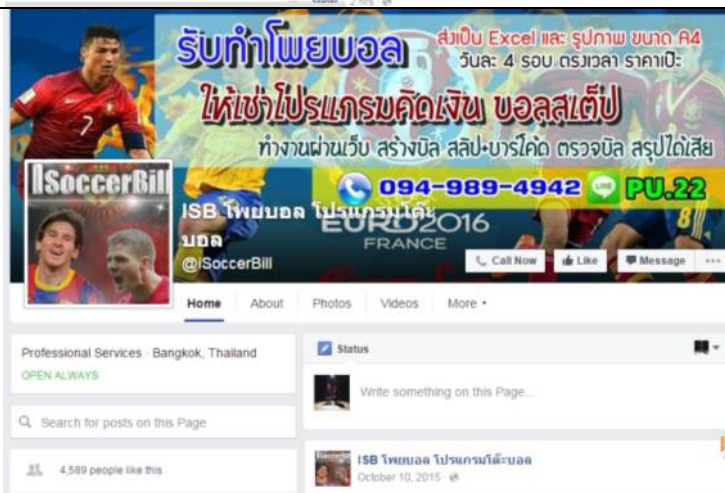 2 hrs
รับทำโพยบอล
ส่งเป็น Excel และ รูปภาพ ขนาด A4
วันละ 4 รอบ ตรงเวลา ราคาเป๊ะ
ให้เช่าโปรแกรมคิดเงิน บอลสเต็ป
ทำงานผ่านเว็บ สร้างบิล สลิป+บาร์โค้ด ตรวจบิล สรุปได้เสีย
094-989-4942 LINE PU.22
ISoccerBill
ISB โพยบอล โปรแกรมโต๊ะ
บอล
@iSoccerBill
EURO2016
FRANCE
7
8
Call Now Like Message
Home About Photos Videos More
Professional Services · Bangkok, Thailand
OPEN ALWAYS
Search for posts on this Page
4,589 people like this
Status
Write something on this Page...
ISB โพยบอล โปรแกรมโต๊ะบอล
October 10, 2015